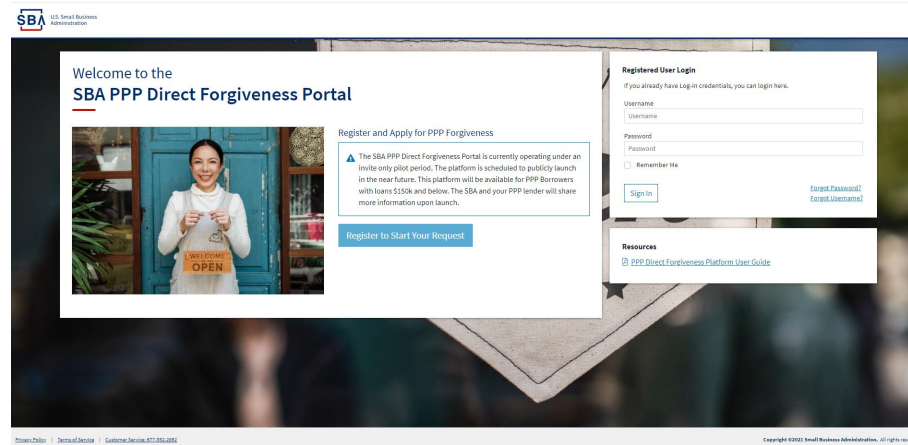 SBA
U.S. Small Business
Administration
Welcome to the
SBA PPP Direct Forgiveness Portal
WELCOME
OPEN
Register and Apply for PPP Forgiveness
The SBA PPP Direct Forgiveness Portal is currently operating under an
invite only pilot period. The platform is scheduled to publicly launch
in the near future. This platform will be available for PPP Borrowers
with loans $150k and below. The SBA and your PPP lender will share
more information upon launch.
Register to Start Your Request
Registered User Login
If you already have Log-in credentials, you can login here.
Username
Username
Password
Password
Remember Me
Sign In
Forgot Password?
Forgot Username?
Resources
PPP Direct Forgiveness Platform User Guide
Privacy Policy | Terms of Service | Customer Service: 877-552-2692
Copyright ©2021 Small Business Administration. All rights